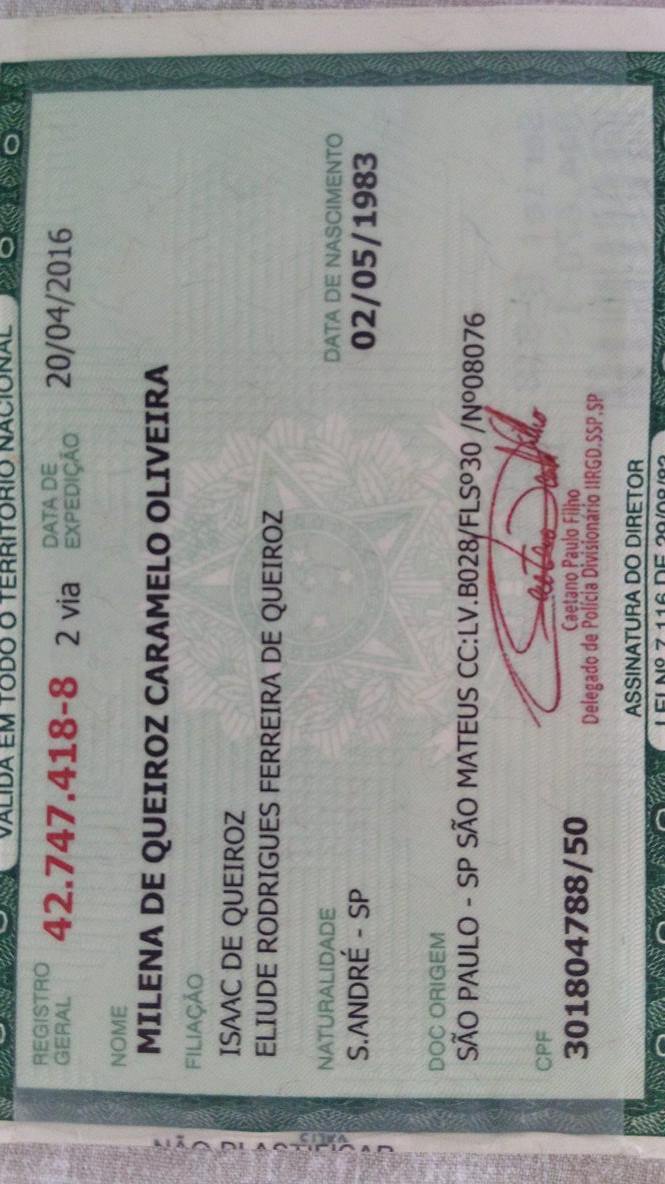 VÁLIDA EM TODO O TERRITÓRIO NACIONAL
REGISTRO GERAL 42.747.418-8 2 via DATA DE EXPEDIÇÃO 20/04/2016
NOME
MILENA DE QUEIROZ CARAMELO OLIVEIRA
FILIAÇÃO
ISAAC DE QUEIROZ
ELIUDE RODRIGUES FERREIRA DE QUEIROZ
NATURALIDADE DATA DE NASCIMENTO
S.ANDRÉ - SP 02/05/1983
DOC ORIGEM
SÃO PAULO - SP SÃO MATEUS CC:LV.B028/FLSº30 /Nº08076
CPF
301804788/50
Caetano Paulo Filho
Delegado de Polícia Divisionário IIRGD.SSP.SP
ASSINATURA DO DIRETOR
LEI Nº 7.116 DE 29/08/83
NÃO PLASTIFICAR